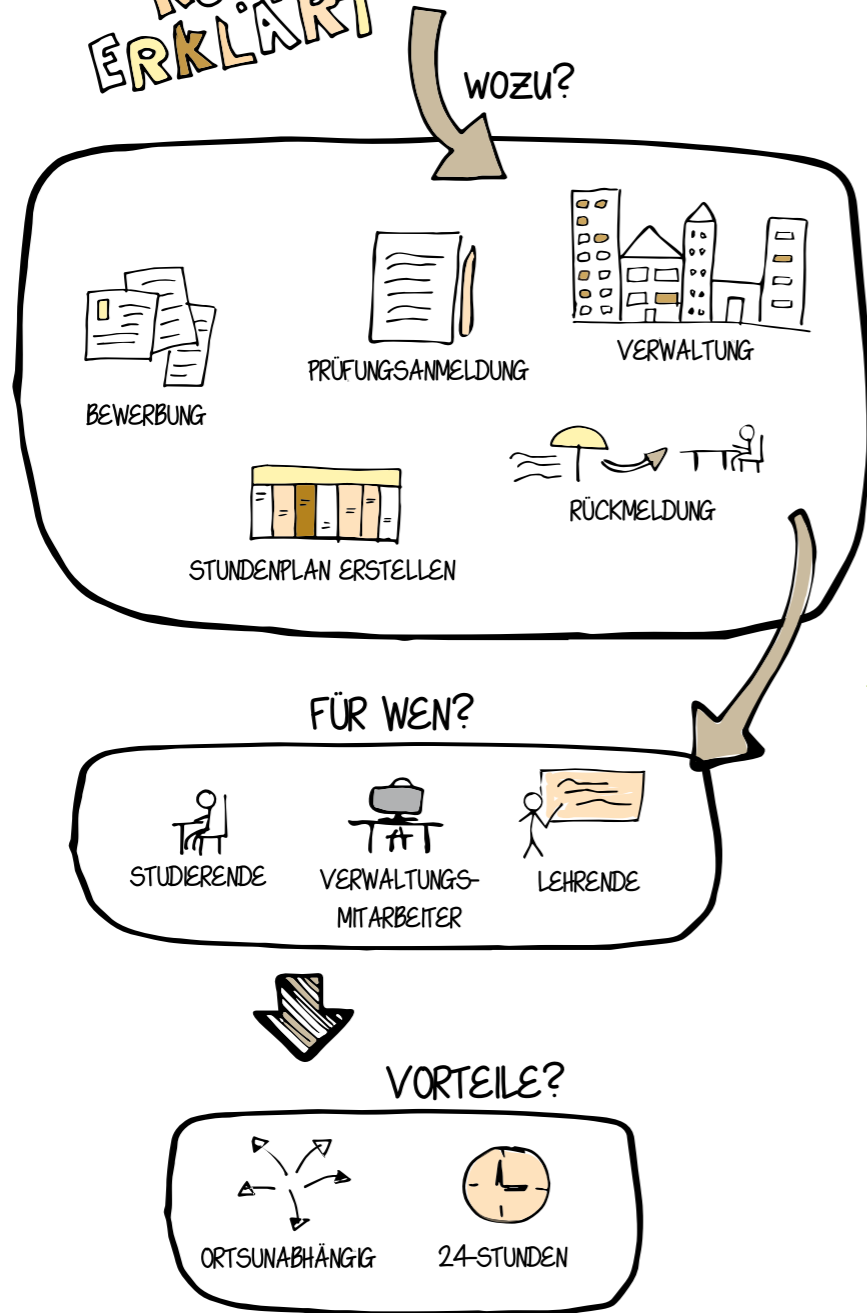 ERKLÄRT
WOZU?
BEWERBUNG
PRÜFUNGSANMELDUNG
VERWALTUNG
STUNDENPLAN ERSTELLEN
RÜCKMELDUNG
FÜR WEN?
STUDIERENDE
VERWALTUNGS-
MITARBEITER
LEHRENDE
VORTEILE?
ORTSUNABHÄNGIG
24-STUNDEN